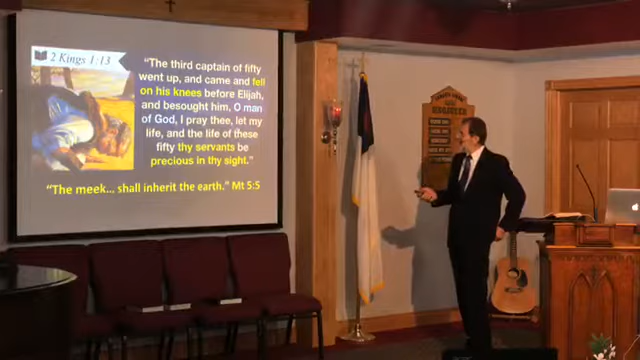 2 Kings 1:13
"The third captain of fifty
went up, and came and fell
on his knees before Elijah,
and besought him, O man
of God, I pray thee, let my
life, and the life of these
fifty thy servants be
precious in thy sight."
"The meek... shall inherit the earth." Mt 5:5